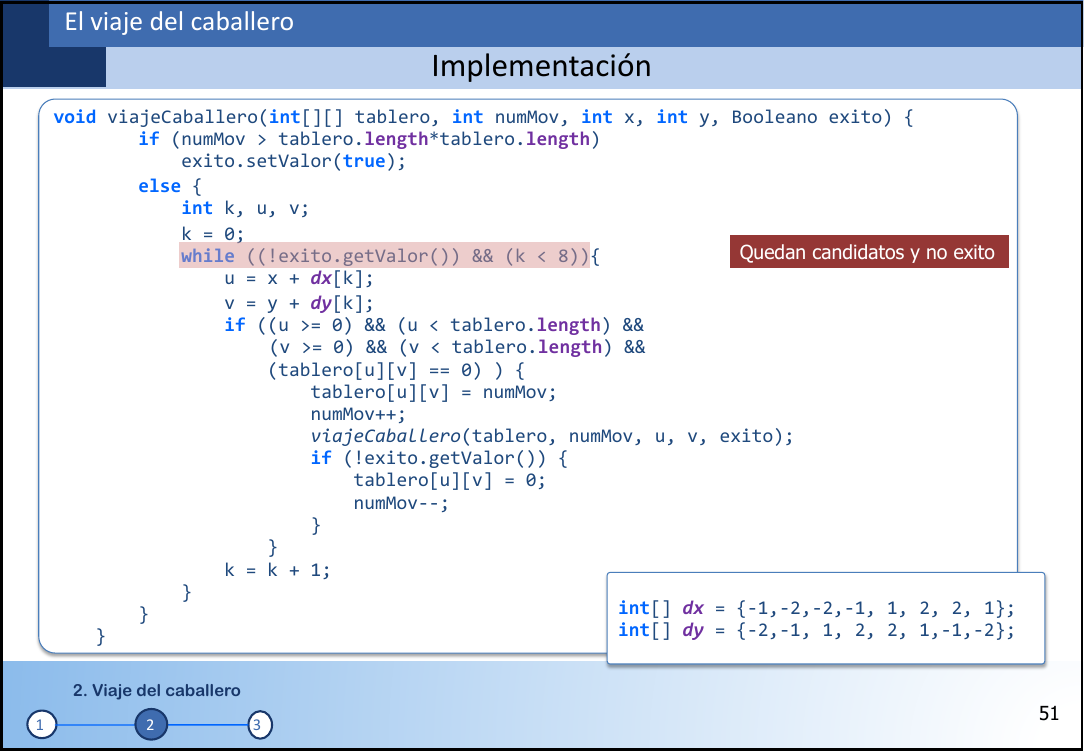 El viaje del caballero
Implementación
void viajeCaballero(int[][] tablero, int numMov, int x, int y, Booleano exito) {
if (numMov > tablero.length*tablero.length)
exito.setValor(true);
else {
int k, u, v;
k = 0;
while ((!exito.getValor()) && (k < 8)){
Quedan candidatos y no exito
u = x + dx[k];
v = y + dy[k];
if ((u >= 0) && (u < tablero.length) &&
(v >= 0) && (v < tablero.length) &&
(tablero[u][v] == 0) ) {
tablero[u][v] = numMov;
numMov++;
viajeCaballero(tablero, numMov, u, v, exito);
if (!exito.getValor()) {
tablero[u][v] = 0;
numMov--;
}
}
k = k + 1;
}
}
}
int[] dx = {-1,-2,-2,-1, 1, 2, 2, 1};
int[] dy = {-2,-1, 1, 2, 2, 1,-1,-2};
2. Viaje del caballero
1 2 3
51